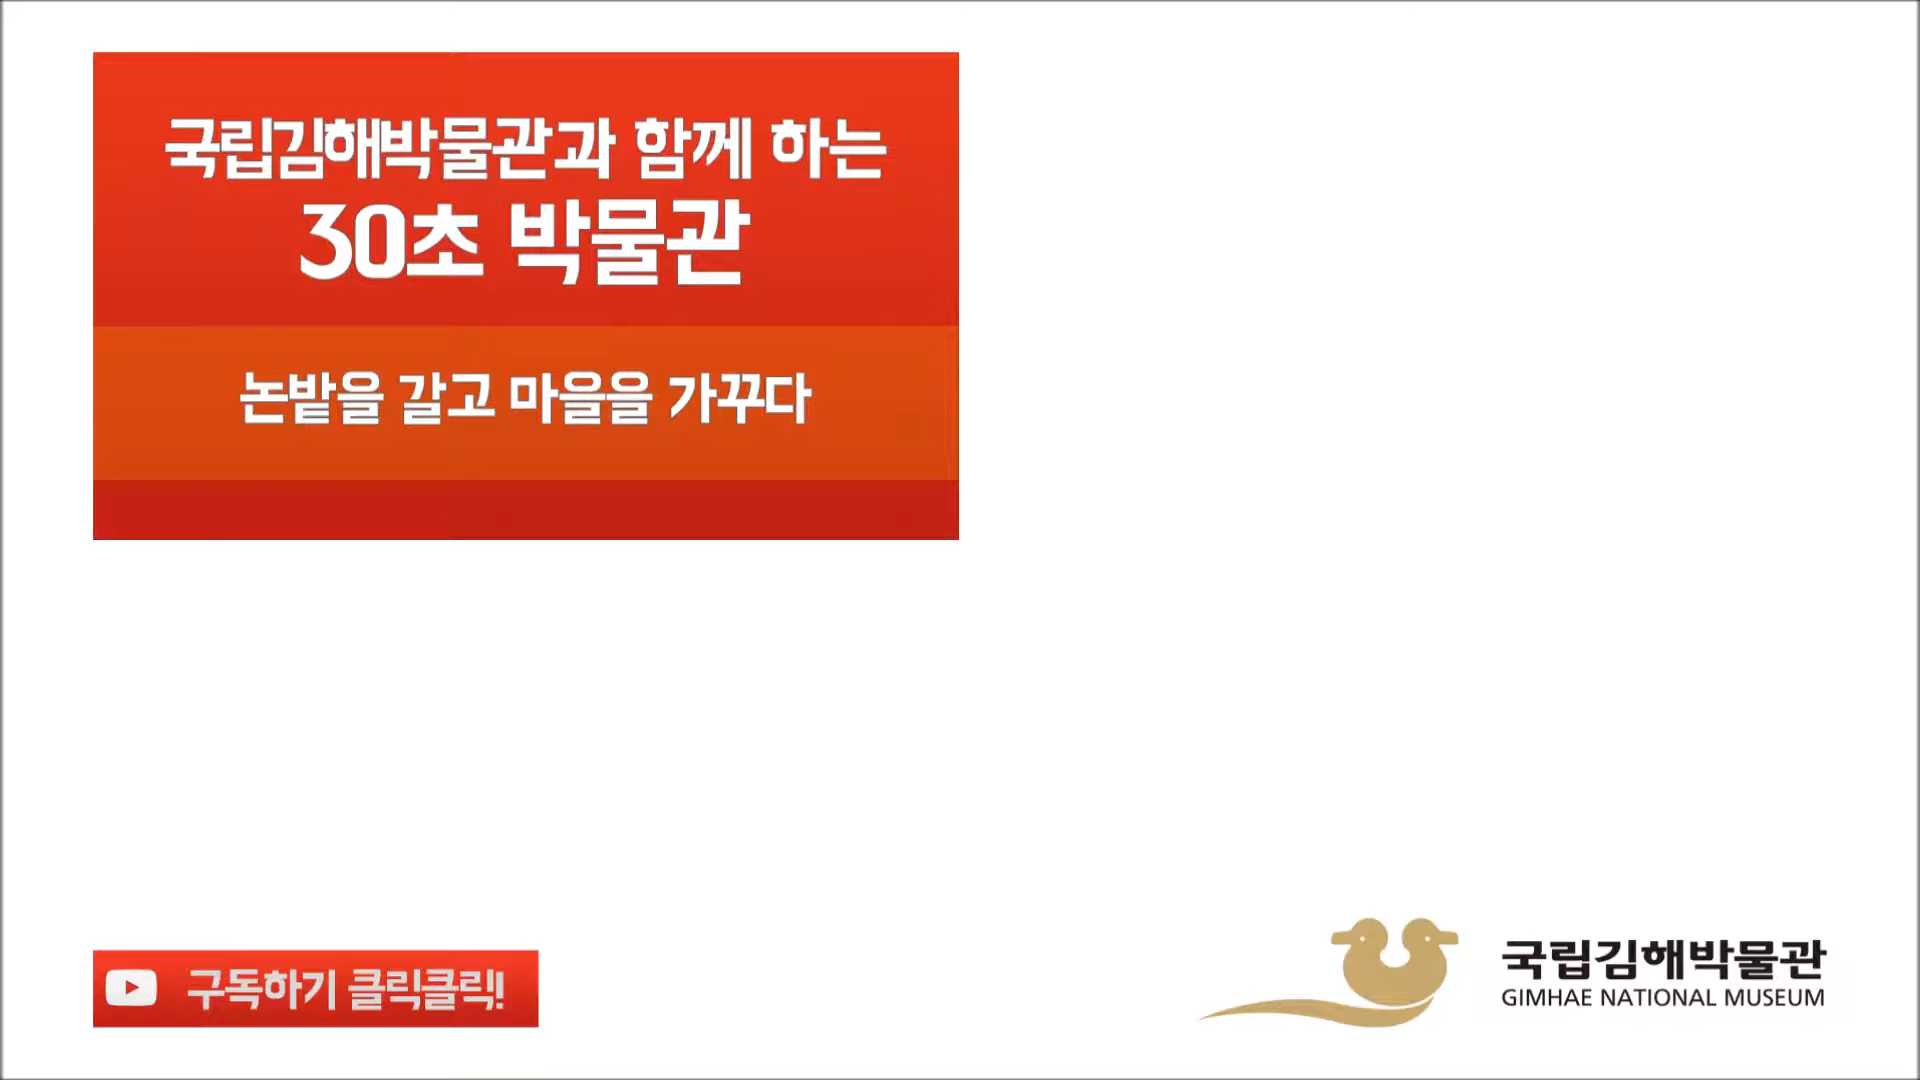 국립김해박물관과 함께 하는
30초 박물관
논밭을 갈고 마을을 가꾸다
구독하기 클릭클릭!
국립김해박물관
GIMHAE NATIONAL MUSEUM